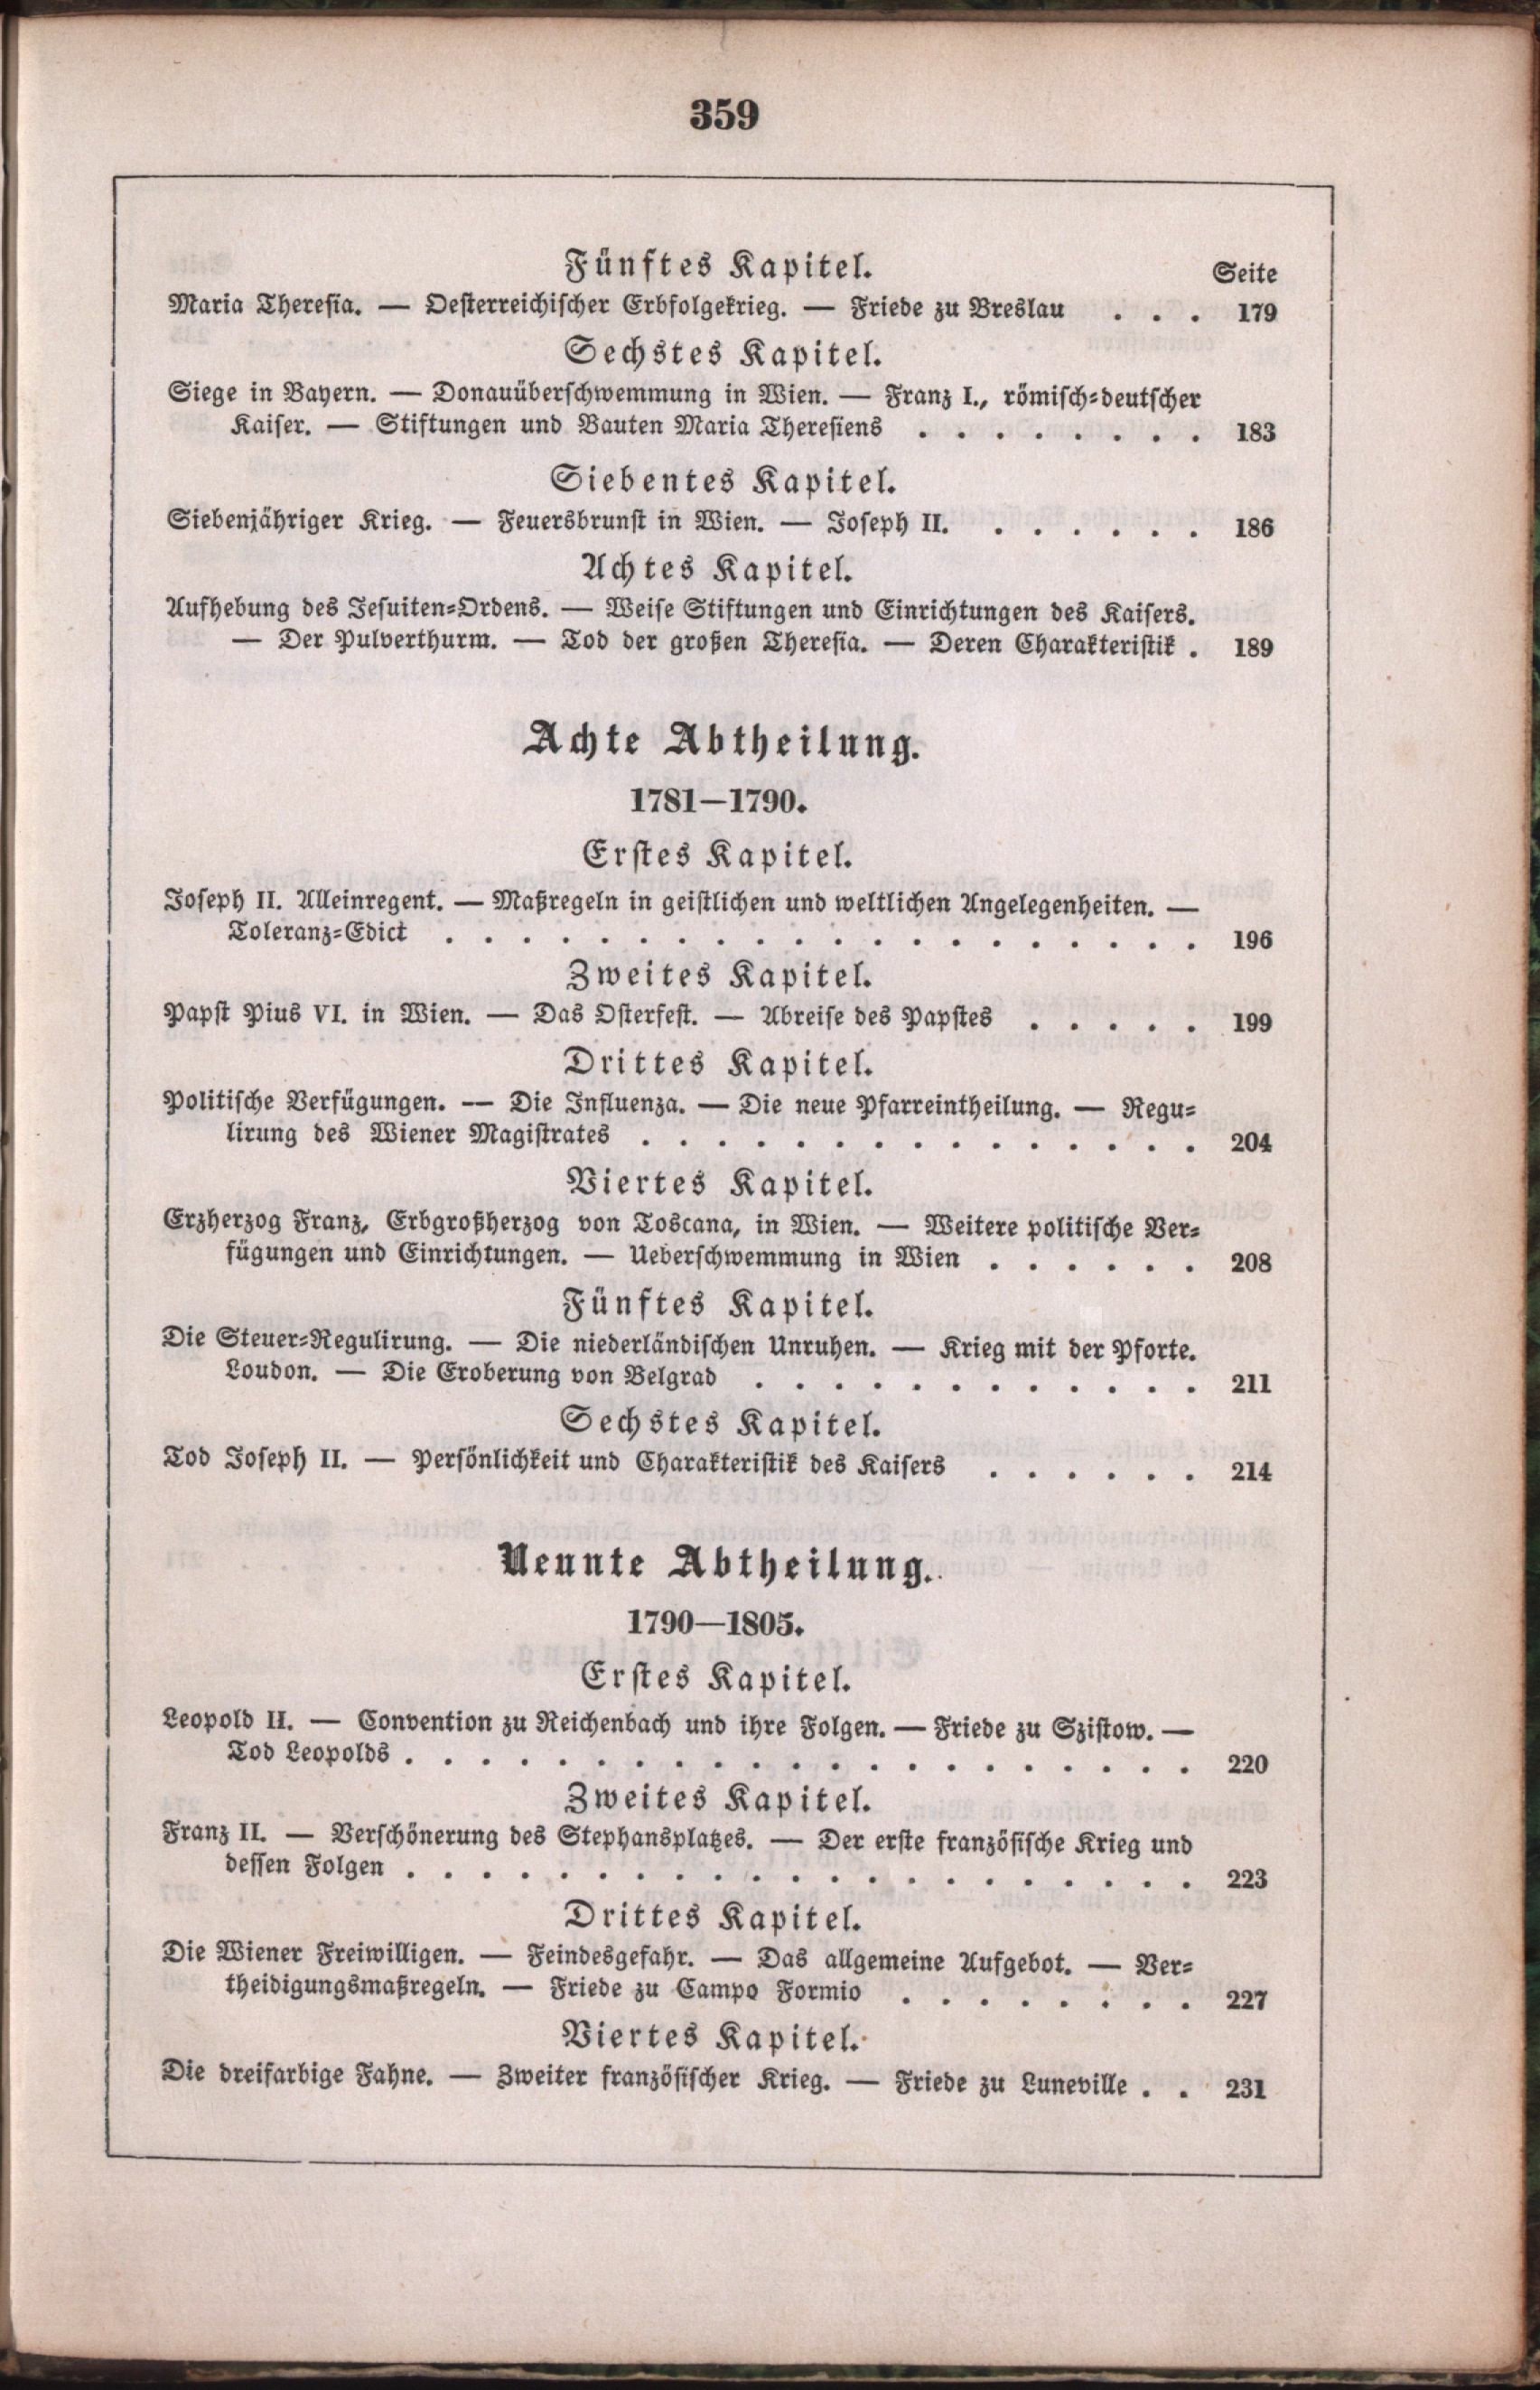 359
Fünftes Kapitel.
Seite
Maria Theresia. — Oesterreichischer Erbfolgekrieg. — Friede zu Breslau . . . 179
Sechstes Kapitel.
Siege in Bayern. — Donauüberschwemmung in Wien. — Franz I., römisch-deutscher
Kaiser. — Stiftungen und Bauten Maria Theresiens . . . . . . . . 183
Siebentes Kapitel.
Siebenjähriger Krieg. — Feuersbrunst in Wien. — Joseph II. . . . . . . 186
Achtes Kapitel.
Aufhebung des Jesuiten-Ordens. — Weise Stiftungen und Einrichtungen des Kaisers.
— Der Pulverthurm. — Tod der großen Theresia. — Deren Charakteristik . 189
Achte Abtheilung.
1781—1790.
Erstes Kapitel.
Joseph II. Alleinregent. — Maßregeln in geistlichen und weltlichen Angelegenheiten. —
Toleranz-Edict . . . . . . . . . . . . . . . . . . . . 196
Zweites Kapitel.
Papst Pius VI. in Wien. — Das Osterfest. — Abreise des Papstes . . . . . 199
Drittes Kapitel.
Politische Verfügungen. — Die Influenza. — Die neue Pfarreintheilung. — Regu-
lirung des Wiener Magistrates . . . . . . . . . . . . . . . 204
Viertes Kapitel.
Erzherzog Franz, Erbgroßherzog von Toscana, in Wien. — Weitere politische Ver-
fügungen und Einrichtungen. — Ueberschwemmung in Wien . . . . . . 208
Fünftes Kapitel.
Die Steuer-Regulirung. — Die niederländischen Unruhen. — Krieg mit der Pforte.
Loudon. — Die Eroberung von Belgrad . . . . . . . . . . . . 211
Sechstes Kapitel.
Tod Joseph II. — Persönlichkeit und Charakteristik des Kaisers . . . . . . 214
Neunte Abtheilung.
1790—1805.
Erstes Kapitel.
Leopold II. — Convention zu Reichenbach und ihre Folgen. — Friede zu Szistow. —
Tod Leopolds . . . . . . . . . . . . . . . . . . . . . 220
Zweites Kapitel.
Franz II. — Verschönerung des Stephansplatzes. — Der erste französische Krieg und
dessen Folgen . . . . . . . . . . . . . . . . . . . . . 223
Drittes Kapitel.
Die Wiener Freiwilligen. — Feindesgefahr. — Das allgemeine Aufgebot. — Ver-
theidigungsmaßregeln. — Friede zu Campo Formio . . . . . . . . 227
Viertes Kapitel.
Die dreifarbige Fahne. — Zweiter französischer Krieg. — Friede zu Luneville . . 231